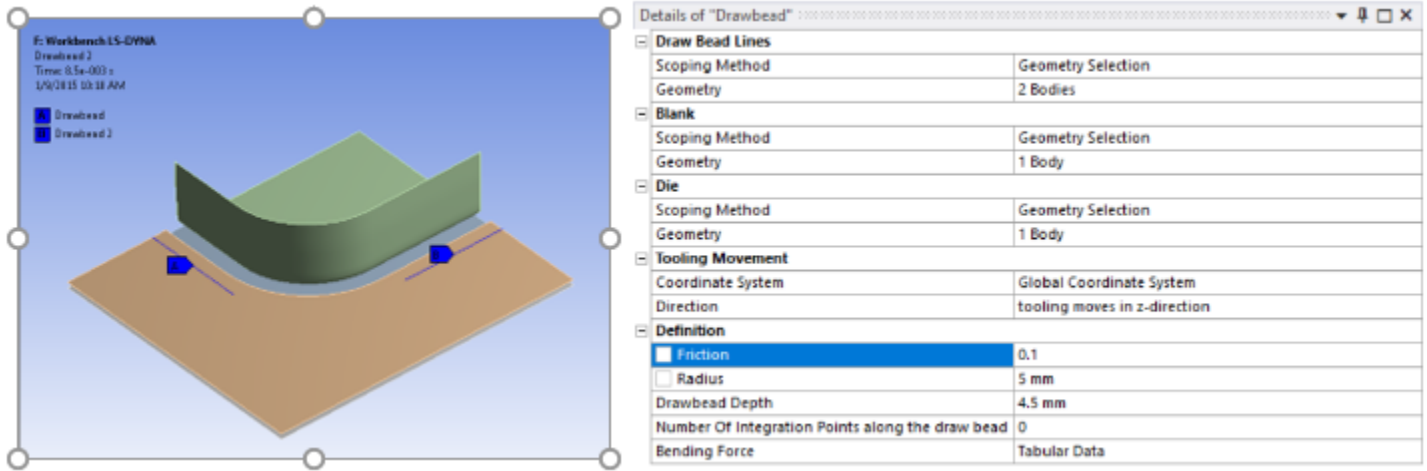 F: Workbench LS-DYNA
Drawbead 2
Time: 8.5e-003 s
1/9/2015 10:18 AM
A Drawbead
B Drawbead 2
A
B
Details of "Drawbead"
Draw Bead Lines
Scoping Method Geometry Selection
Geometry 2 Bodies
Blank
Scoping Method Geometry Selection
Geometry 1 Body
Die
Scoping Method Geometry Selection
Geometry 1 Body
Tooling Movement
Coordinate System Global Coordinate System
Direction tooling moves in z-direction
Definition
Friction 0.1
Radius 5 mm
Drawbead Depth 4.5 mm
Number Of Integration Points along the draw bead 0
Bending Force Tabular Data